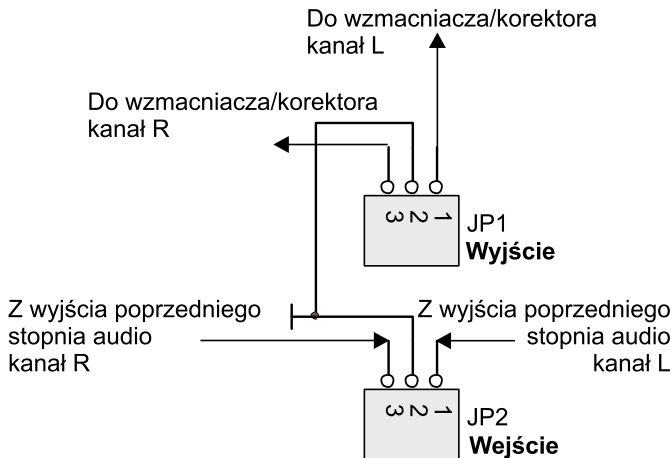 Do wzmacniacza/korektora
kanał L
Do wzmacniacza/korektora
kanał R
3 2 1
JP1
Wyjście
Z wyjścia poprzedniego
stopnia audio
kanał R
Z wyjścia poprzedniego
stopnia audio
kanał L
3 2 1
JP2
Wejście